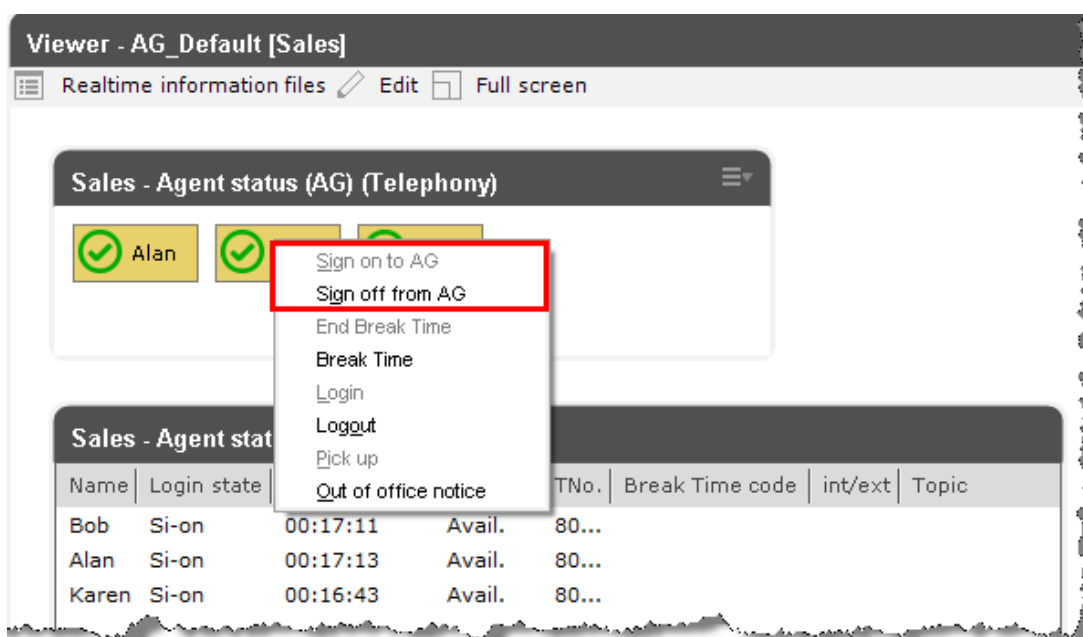 Viewer - AG_Default [Sales]
Realtime information files Edit Full screen
Sales - Agent status (AG) (Telephony)
Alan
Sign on to AG
Sign off from AG
End Break Time
Break Time
Login
Logout
Pick up
Out of office notice
Sales - Agent stat
Name Login state TNo. Break Time code int/ext Topic
Bob Si-on 00:17:11 Avail. 80...
Alan Si-on 00:17:13 Avail. 80...
Karen Si-on 00:16:43 Avail. 80...